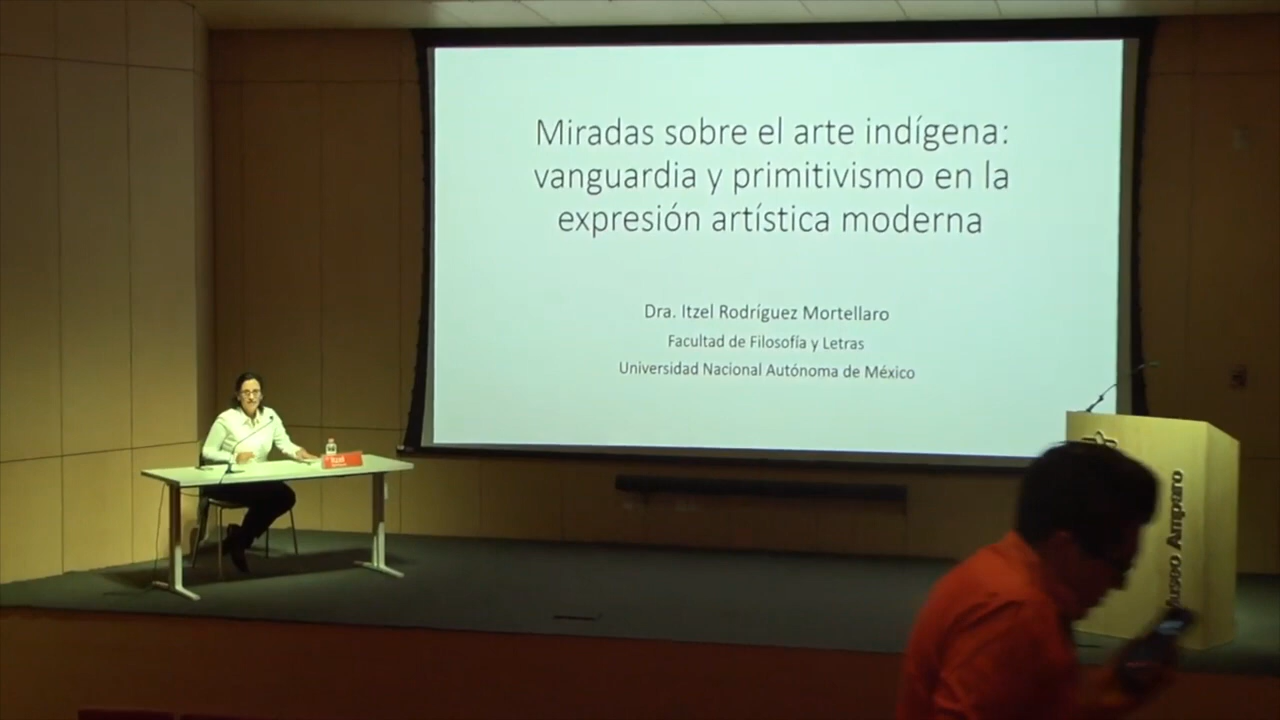 Miradas sobre el arte indígena:
vanguardia y primitivismo en la
expresión artística moderna
Dra. Itzel Rodríguez Mortellaro
Facultad de Filosofía y Letras
Universidad Nacional Autónoma de México
Itzel
Museo Amparo